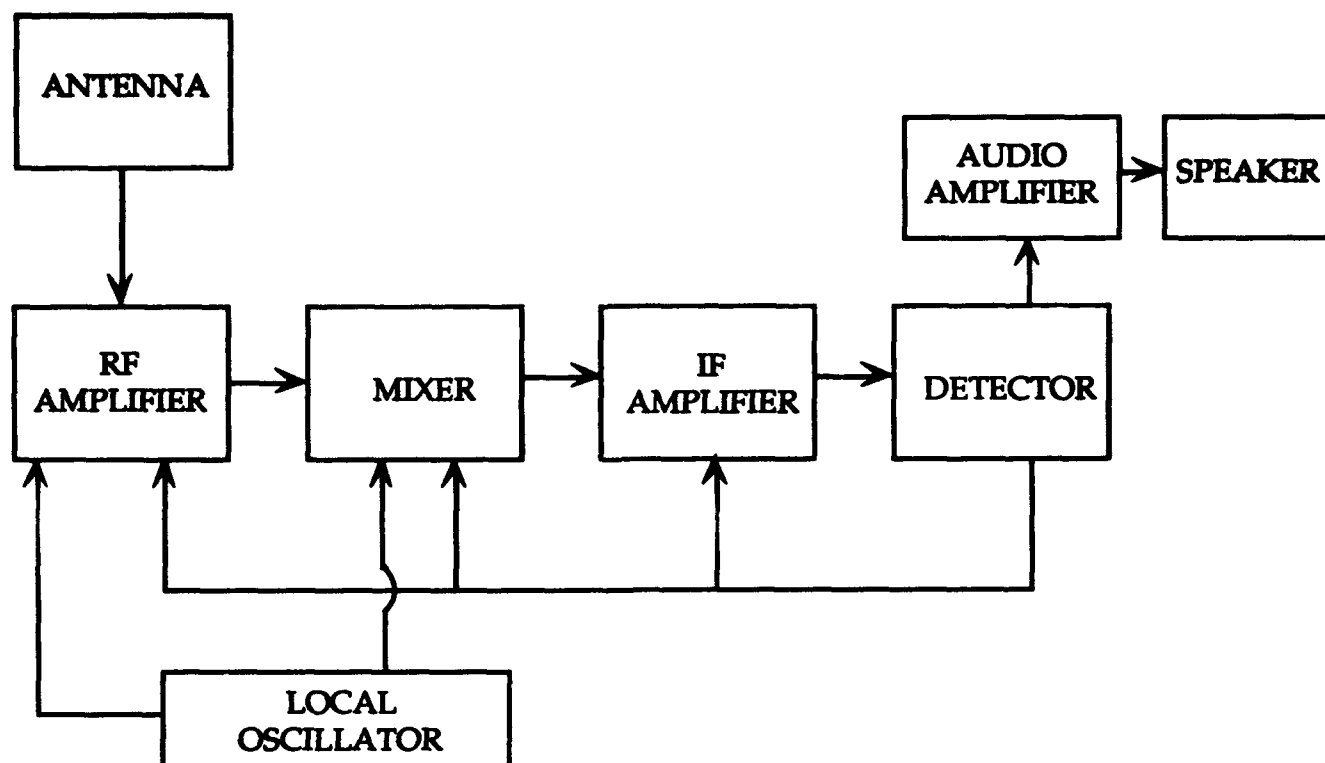 ANTENNA
AUDIO
AMPLIFIER
SPEAKER
RF
AMPLIFIER
MIXER
IF
AMPLIFIER
DETECTOR
LOCAL
OSCILLATOR